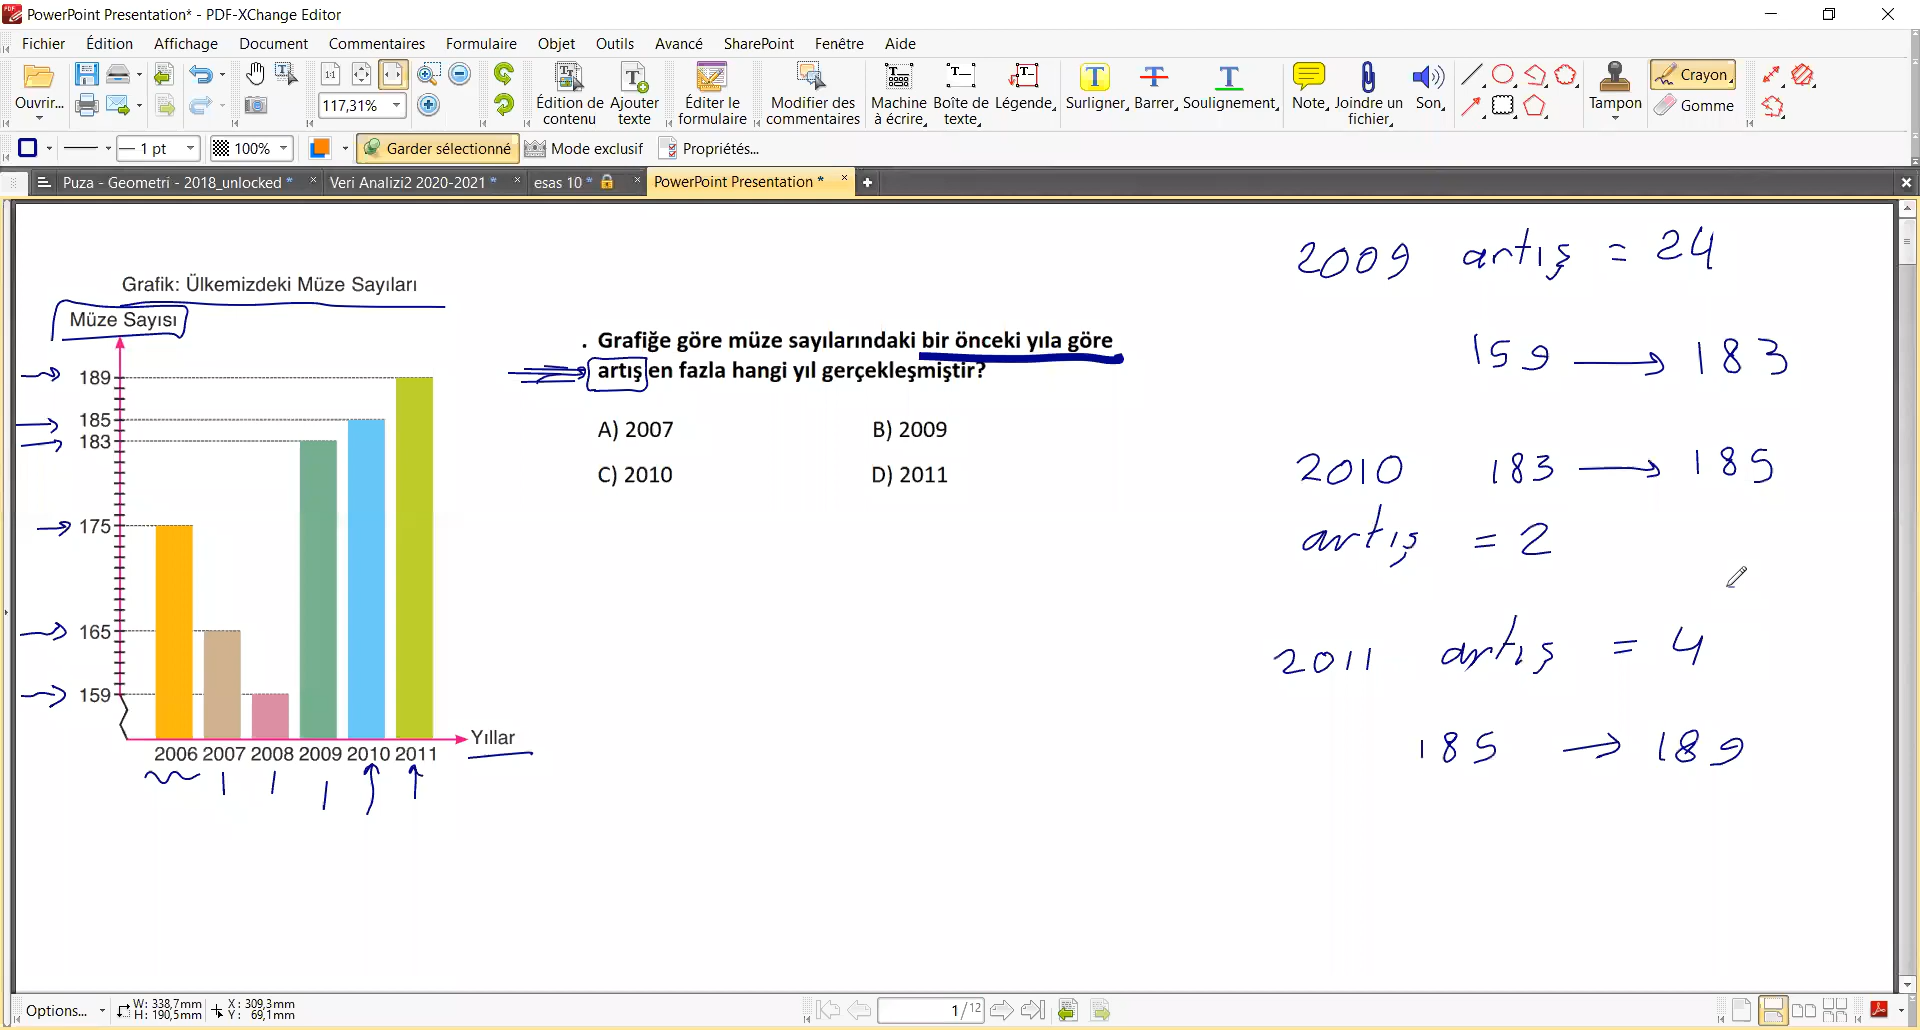 PowerPoint Presentation* - PDF-XChange Editor
Fichier Édition Affichage Document Commentaires Formulaire Objet Outils Avancé SharePoint Fenêtre Aide
Ouvrir...
117,31%
Édition de contenu
Ajouter texte
Éditer le formulaire
Modifier des commentaires
Machine à écrire
Boîte de texte
Légende
Surligner
Barrer
Soulignement
Note
Joindre un fichier
Son
Tampon
Crayon
Gomme
1 pt 100% Garder sélectionné Mode exclusif Propriétés...
Puza - Geometri - 2018_unlocked * Veri Analizi2 2020-2021 * esas 10 * PowerPoint Presentation *
Grafik: Ülkemizdeki Müze Sayıları
Müze Sayısı
189
185
183
175
165
159
2006 2007 2008 2009 2010 2011
Yıllar
. Grafiğe göre müze sayılarındaki bir önceki yıla göre
artış en fazla hangi yıl gerçekleşmiştir?
A) 2007 B) 2009
C) 2010 D) 2011
2009 artış = 24
159 → 183
2010 183 → 185
artış = 2
2011 artış = 4
185 → 189
Options... W: 338,7mm X: 309,3mm
H: 190,5mm Y: 69,1mm
1/12